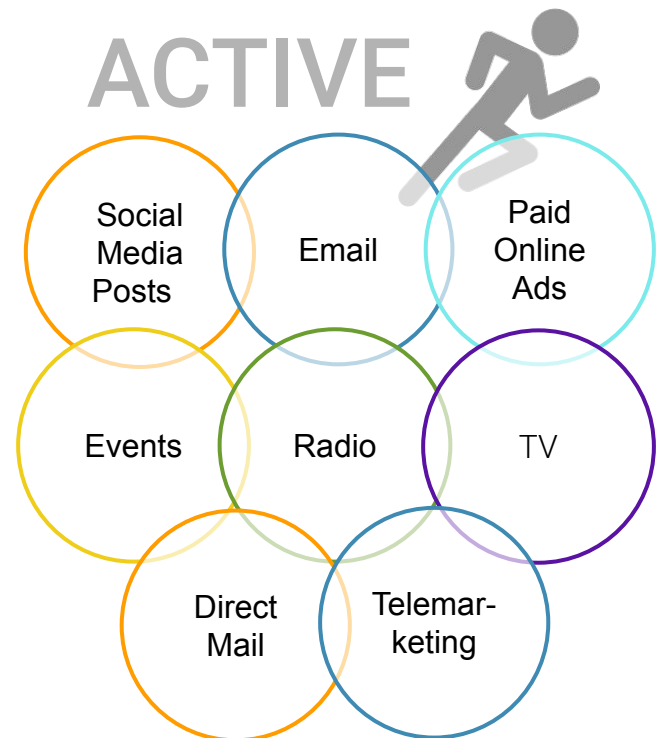 ACTIVE
Social
Media
Posts
Email
Paid
Online
Ads
Events
Radio
TV
Direct
Mail
Telemar-
keting